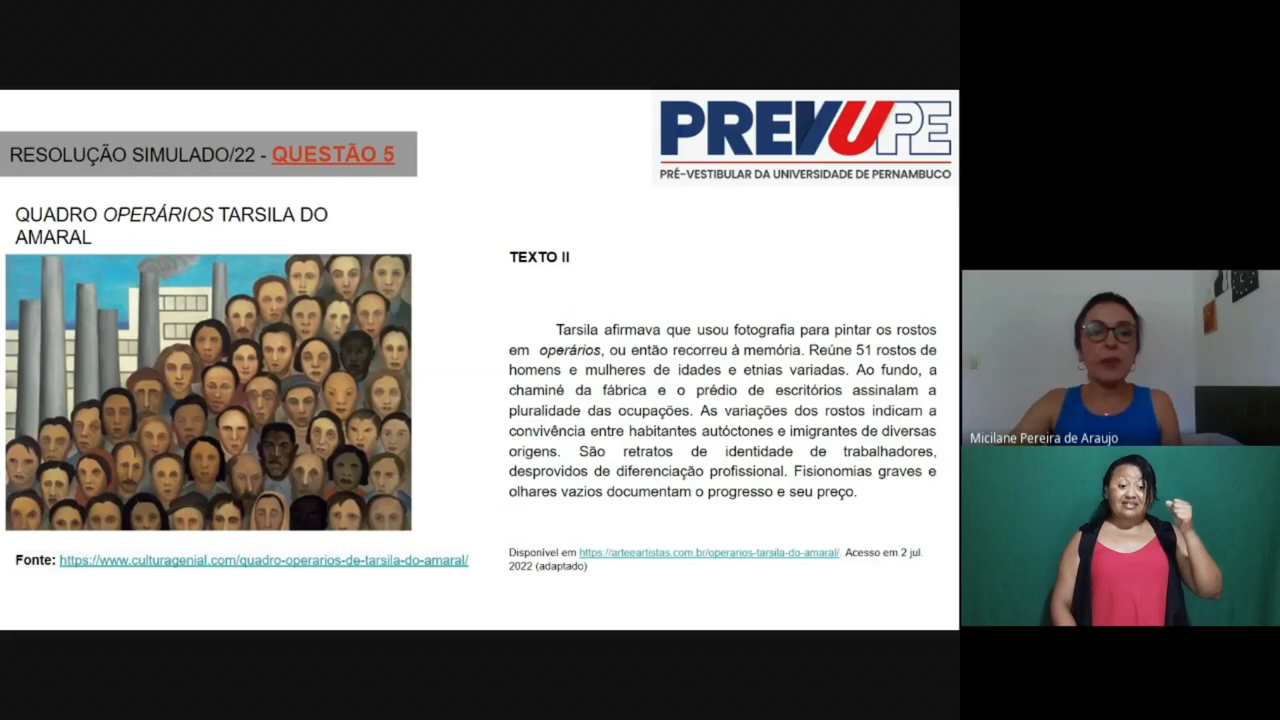 PREVUPE
PRÉ-VESTIBULAR DA UNIVERSIDADE DE PERNAMBUCO
RESOLUÇÃO SIMULADO/22 - QUESTÃO 5
QUADRO OPERÁRIOS TARSILA DO
AMARAL
Fonte: https://www.culturagenial.com/quadro-operarios-de-tarsila-do-amaral/
TEXTO II
Tarsila afirmava que usou fotografia para pintar os rostos
em operários, ou então recorreu à memória. Reúne 51 rostos de
homens e mulheres de idades e etnias variadas. Ao fundo, a
chaminé da fábrica e o prédio de escritórios assinalam a
pluralidade das ocupações. As variações dos rostos indicam a
convivência entre habitantes autóctones e imigrantes de diversas
origens. São retratos de identidade de trabalhadores,
desprovidos de diferenciação profissional. Fisionomias graves e
olhares vazios documentam o progresso e seu preço.
Disponível em https://arteeartistas.com.br/operarios-tarsila-do-amaral/. Acesso em 2 jul.
2022 (adaptado)
Micilane Pereira de Araujo